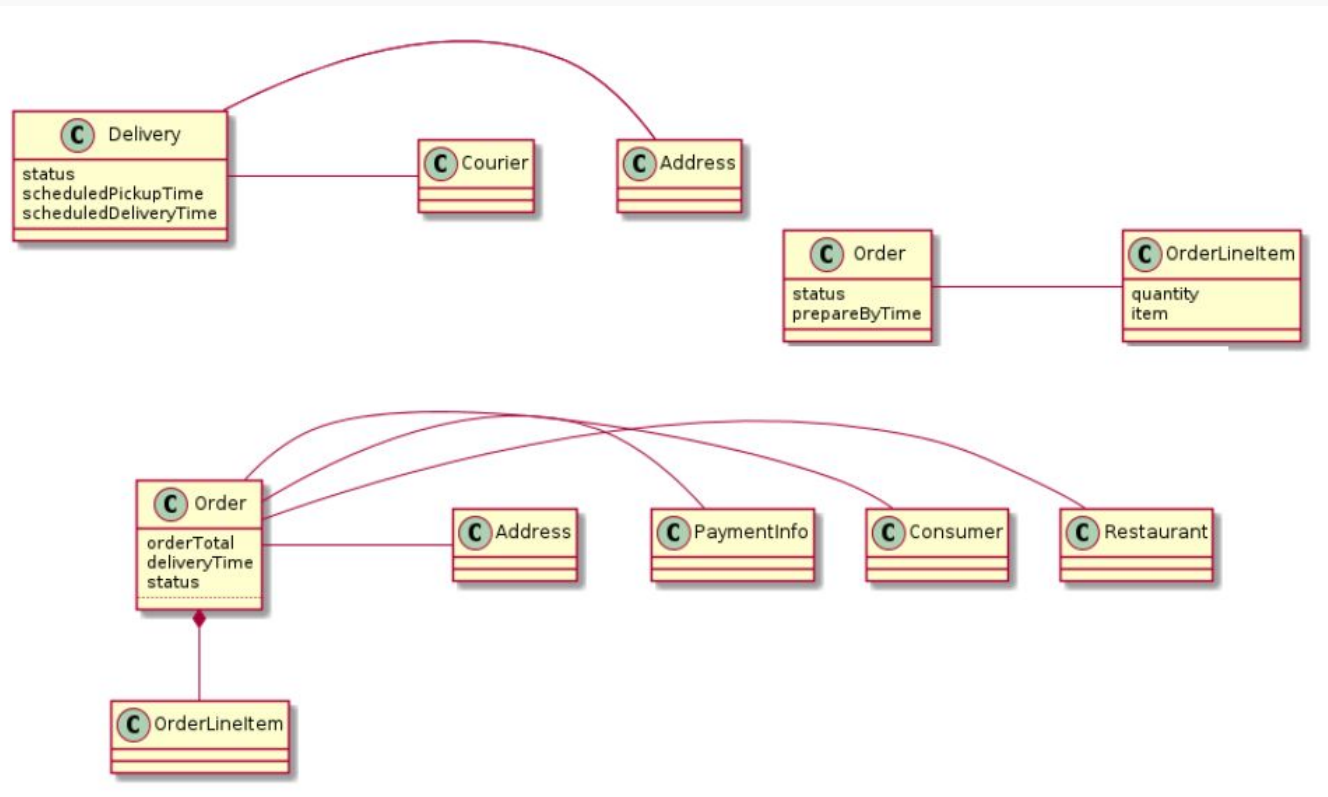 C Delivery
status
scheduledPickupTime
scheduledDeliveryTime
C Courier
C Address
C Order
status
prepareByTime
C OrderLineItem
quantity
item
C Order
orderTotal
deliveryTime
status
C Address
C PaymentInfo
C Consumer
C Restaurant
C OrderLineItem